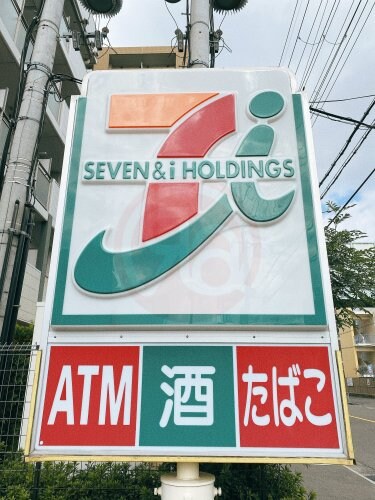 SEVEN & i HOLDINGS
ATM 酒 たばこ